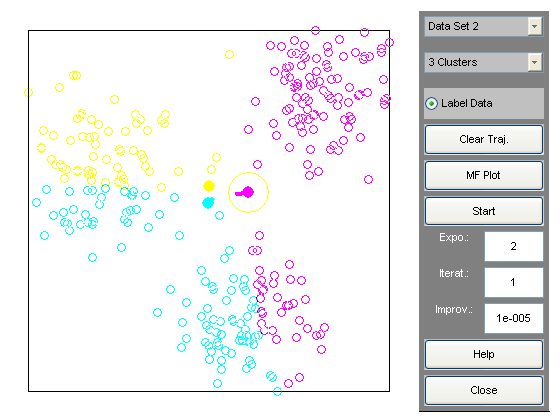 Data Set 2
3 Clusters
Label Data
Clear Traj.
MF Plot
Start
Expo.:
2
Iterat.:
1
Improv.:
1e-005
Help
Close